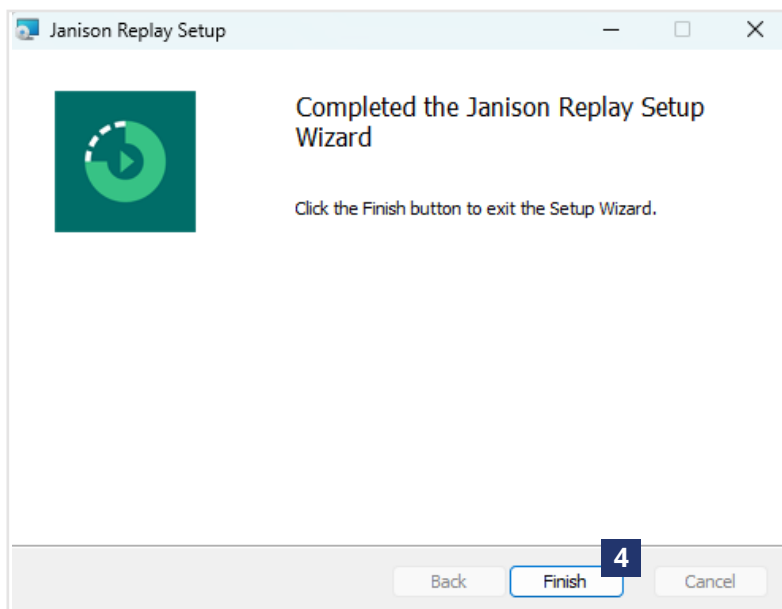 Janison Replay Setup
Completed the Janison Replay Setup
Wizard
Click the Finish button to exit the Setup Wizard.
4
Back Finish Cancel